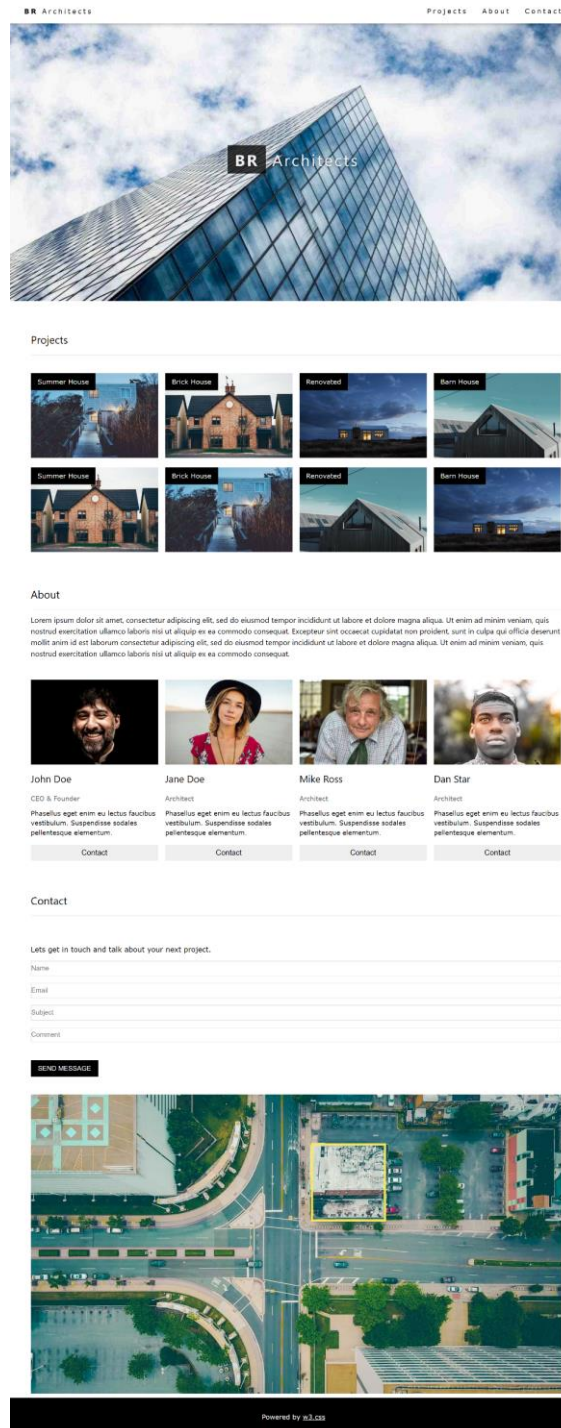 BR Architects
Projects About Contact
BR Architects
Projects
Summer House
Brick House
Renovated
Barn House
Summer House
Brick House
Renovated
Barn House
About
Lorem ipsum dolor sit amet, consectetur adipiscing elit, sed do eiusmod tempor incididunt ut labore et dolore magna aliqua. Ut enim ad minim veniam, quis
nostrud exercitation ullamco laboris nisi ut aliquip ex ea commodo consequat. Excepteur sint occaecat cupidatat non proident, sunt in culpa qui officia deserunt
mollit anim id est laborum consectetur adipiscing elit, sed do eiusmod tempor incididunt ut labore et dolore magna aliqua. Ut enim ad minim veniam, quis
nostrud exercitation ullamco laboris nisi ut aliquip ex ea commodo consequat.
John Doe
CEO & Founder
Phasellus eget enim eu lectus faucibus
vestibulum. Suspendisse sodales
pellentesque elementum.
Contact
Jane Doe
Architect
Phasellus eget enim eu lectus faucibus
vestibulum. Suspendisse sodales
pellentesque elementum.
Contact
Mike Ross
Architect
Phasellus eget enim eu lectus faucibus
vestibulum. Suspendisse sodales
pellentesque elementum.
Contact
Dan Star
Architect
Phasellus eget enim eu lectus faucibus
vestibulum. Suspendisse sodales
pellentesque elementum.
Contact
Contact
Lets get in touch and talk about your next project.
Name
Email
Subject
Comment
SEND MESSAGE
Powered by w3.css